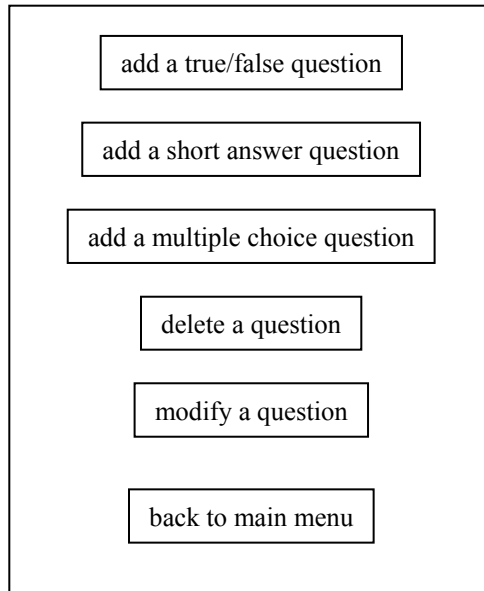 add a true/false question
add a short answer question
add a multiple choice question
delete a question
modify a question
back to main menu